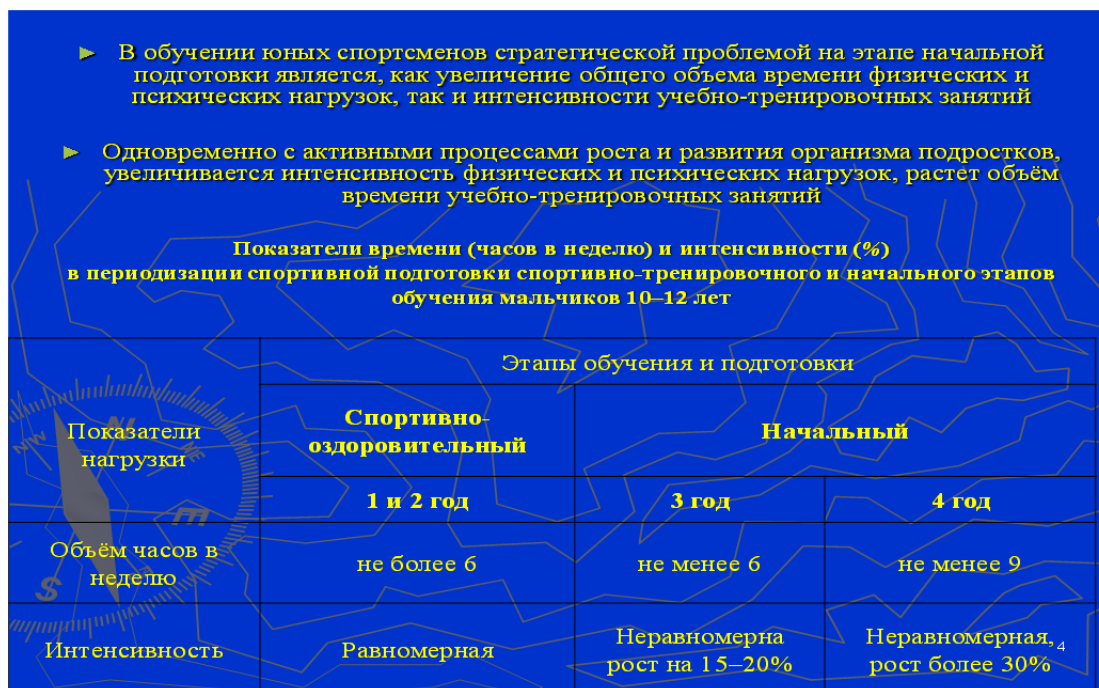 ► В обучении юных спортсменов стратегической проблемой на этапе начальной
подготовки является, как увеличение общего объема времени физических и
психических нагрузок, так и интенсивности учебно-тренировочных занятий
► Одновременно с активными процессами роста и развития организма подростков,
увеличивается интенсивность физических и психических нагрузок, растет объём
времени учебно-тренировочных занятий
Показатели времени (часов в неделю) и интенсивности (%)
в периодизации спортивной подготовки спортивно-тренировочного и начального этапов
обучения мальчиков 10–12 лет
Показатели
нагрузки
Этапы обучения и подготовки
Спортивно-
оздоровительный
Начальный
1 и 2 год
3 год
4 год
Объём часов в
неделю
не более 6
не менее 6
не менее 9
Интенсивность
Равномерная
Неравномерна
рост на 15–20%
Неравномерная,
рост более 30%
4
NW
N
NE
E
S